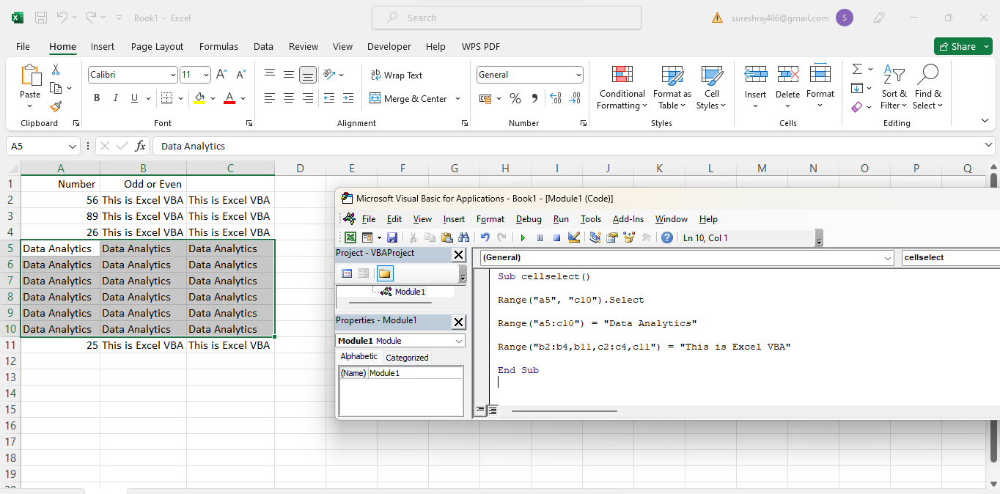 Book1 - Excel
Search
sureshraj466@gmail.com S
File Home Insert Page Layout Formulas Data Review View Developer Help WPS PDF Share
Paste
Clipboard
Calibri 11
B I U A
Font
ab Wrap Text
Merge & Center
Alignment
General
%
Number
Conditional Formatting
Format as Table
Cell Styles
Styles
Insert Delete Format
Cells
Sort & Filter
Find & Select
Editing
A5 fx Data Analytics
A B C D E F G H I J K L M N O P Q
1 Number Odd or Even
2 56 This is Excel VBA This is Excel VBA
3 89 This is Excel VBA This is Excel VBA
4 26 This is Excel VBA This is Excel VBA
5 Data Analytics Data Analytics Data Analytics
6 Data Analytics Data Analytics Data Analytics
7 Data Analytics Data Analytics Data Analytics
8 Data Analytics Data Analytics Data Analytics
9 Data Analytics Data Analytics Data Analytics
10 Data Analytics Data Analytics Data Analytics
11 25 This is Excel VBA This is Excel VBA
12
13
14
15
16
17
18
19
Microsoft Visual Basic for Applications - Book1 - [Module1 (Code)]
File Edit View Insert Format Debug Run Tools Add-Ins Window Help
Ln 10, Col 1
Project - VBAProject
Module1
Properties - Module1
Module1 Module
Alphabetic Categorized
(Name) Module1
(General) cellselect
Sub cellselect()
Range("a5", "c10").Select
Range("a5:c10") = "Data Analytics"
Range("b2:b4,b11,c2:c4,c11") = "This is Excel VBA"
End Sub